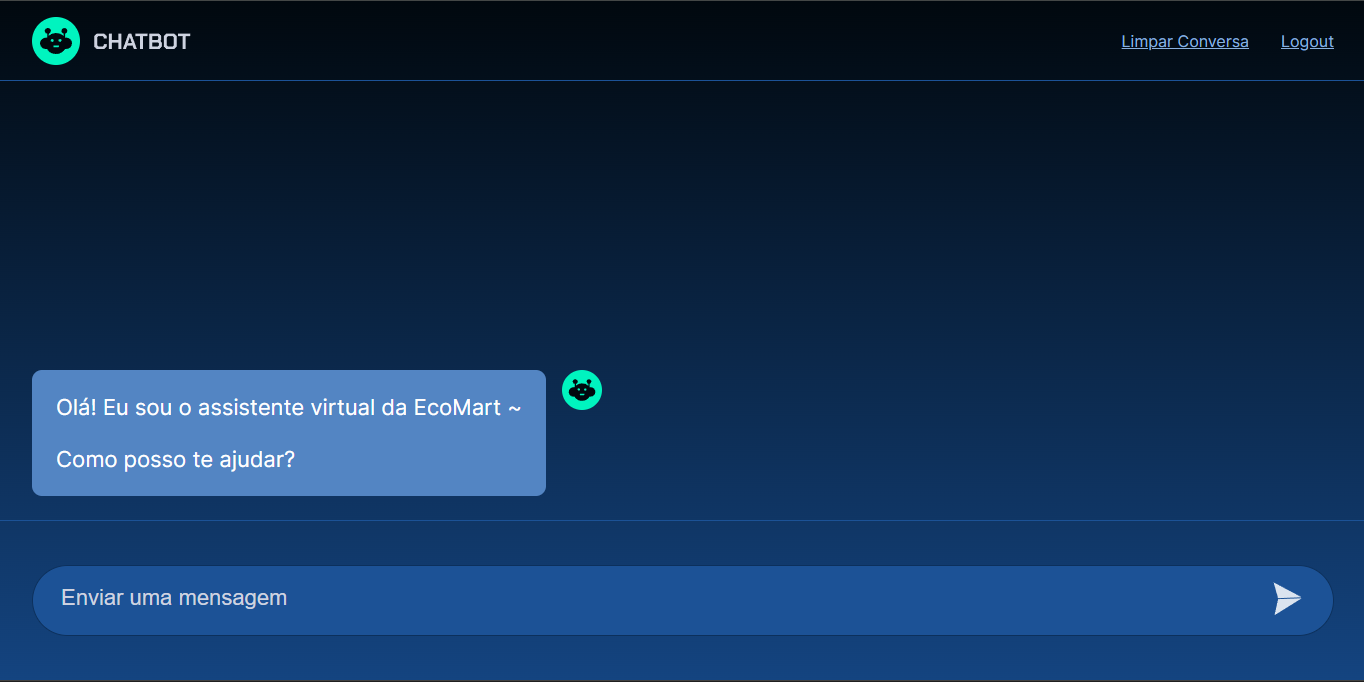 CHATBOT
Limpar Conversa
Logout
Olá! Eu sou o assistente virtual da EcoMart ~
Como posso te ajudar?
Enviar uma mensagem